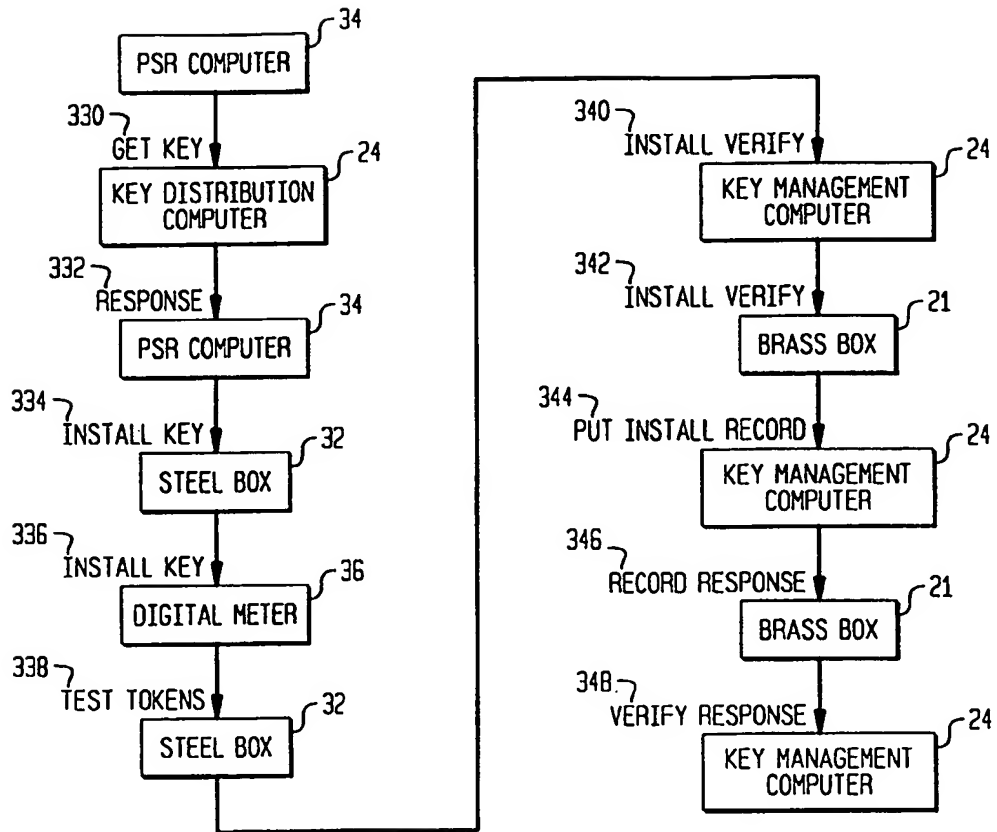 34
PSR COMPUTER
330
GET KEY
24
KEY DISTRIBUTION
COMPUTER
332
RESPONSE
34
PSR COMPUTER
334
INSTALL KEY
32
STEEL BOX
336
INSTALL KEY
36
DIGITAL METER
338
TEST TOKENS
32
STEEL BOX
340
INSTALL VERIFY
24
KEY MANAGEMENT
COMPUTER
342
INSTALL VERIFY
21
BRASS BOX
344
PUT INSTALL RECORD
24
KEY MANAGEMENT
COMPUTER
346
RECORD RESPONSE
21
BRASS BOX
348.
VERIFY RESPONSE
24
KEY MANAGEMENT
COMPUTER